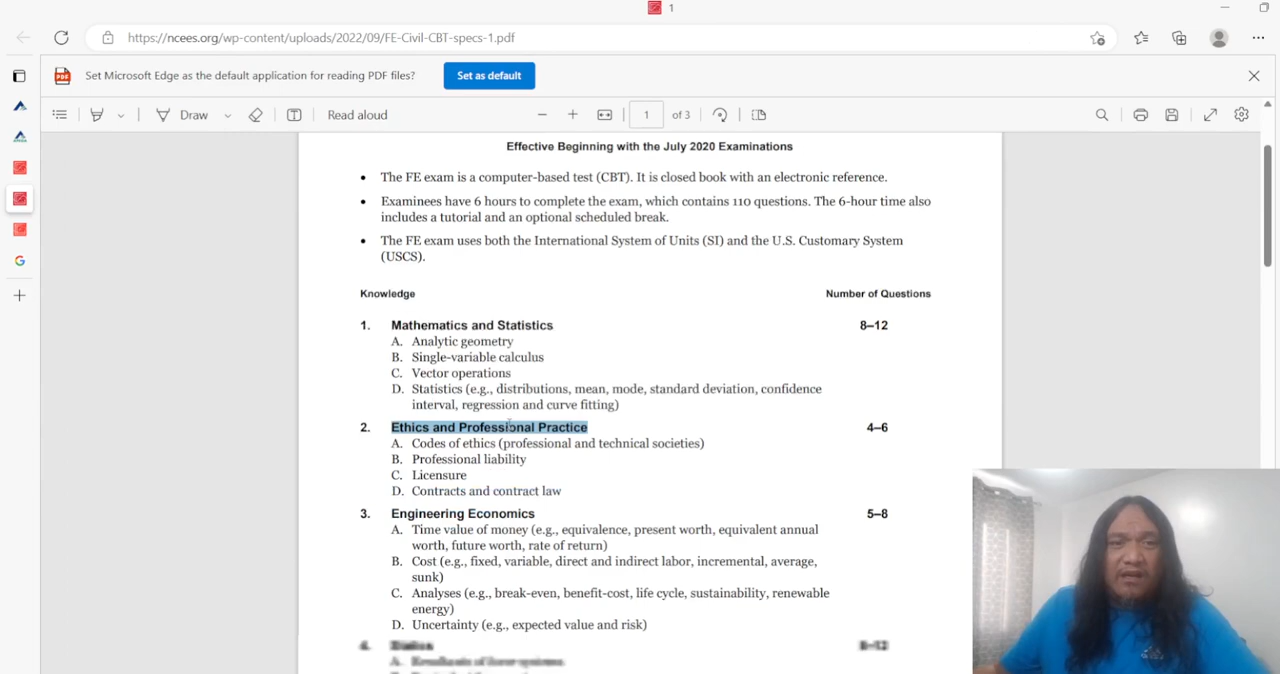 1
https://ncees.org/wp-content/uploads/2022/09/FE-Civil-CBT-specs-1.pdf
PDF
Set Microsoft Edge as the default application for reading PDF files?
Set as default
Draw
Read aloud
1 of 3
Effective Beginning with the July 2020 Examinations
• The FE exam is a computer-based test (CBT). It is closed book with an electronic reference.
• Examinees have 6 hours to complete the exam, which contains 110 questions. The 6-hour time also
includes a tutorial and an optional scheduled break.
• The FE exam uses both the International System of Units (SI) and the U.S. Customary System
(USCS).
Knowledge Number of Questions
1. Mathematics and Statistics 8–12
A. Analytic geometry
B. Single-variable calculus
C. Vector operations
D. Statistics (e.g., distributions, mean, mode, standard deviation, confidence
interval, regression and curve fitting)
2. Ethics and Professional Practice 4–6
A. Codes of ethics (professional and technical societies)
B. Professional liability
C. Licensure
D. Contracts and contract law
3. Engineering Economics 5–8
A. Time value of money (e.g., equivalence, present worth, equivalent annual
worth, future worth, rate of return)
B. Cost (e.g., fixed, variable, direct and indirect labor, incremental, average,
sunk)
C. Analyses (e.g., break-even, benefit-cost, life cycle, sustainability, renewable
energy)
D. Uncertainty (e.g., expected value and risk)
4. Statics 8–12